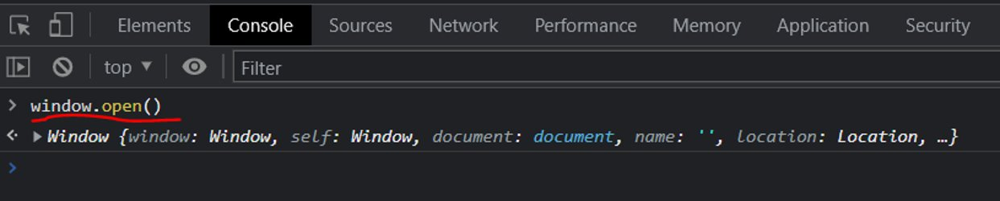 Elements Console Sources Network Performance Memory Application Security
top ▼ Filter
> window.open()
<· ▶ Window {window: Window, self: Window, document: document, name: '', location: Location, …}
>